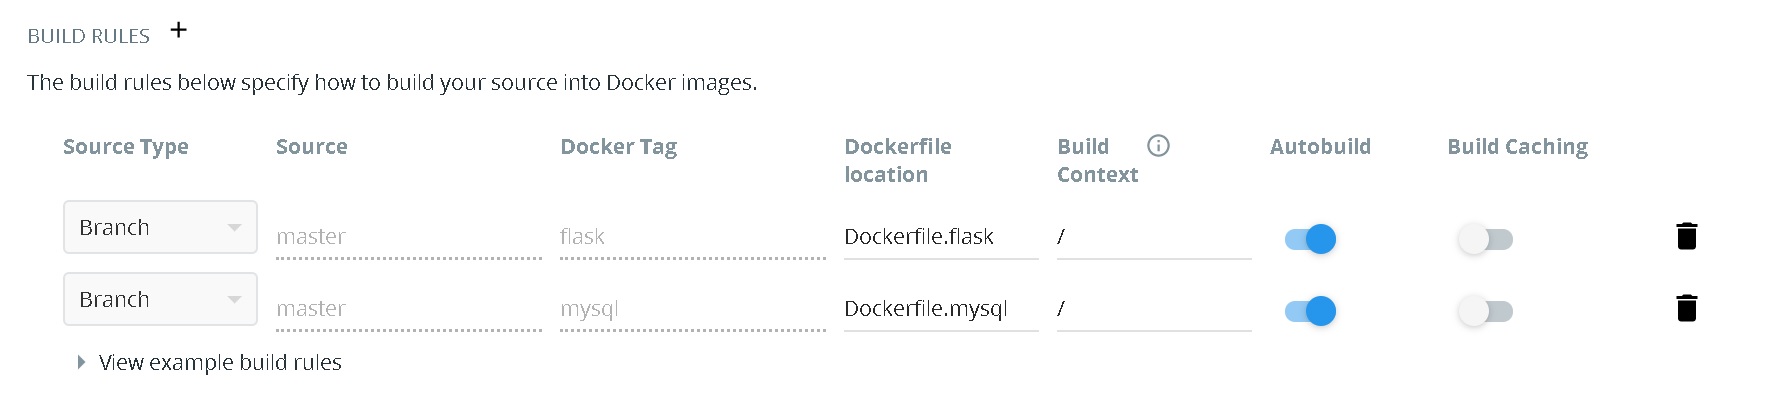 BUILD RULES +
The build rules below specify how to build your source into Docker images.
Source Type Source Docker Tag Dockerfile location Build Context i Autobuild Build Caching
Branch master flask Dockerfile.flask /
Branch master mysql Dockerfile.mysql /
View example build rules